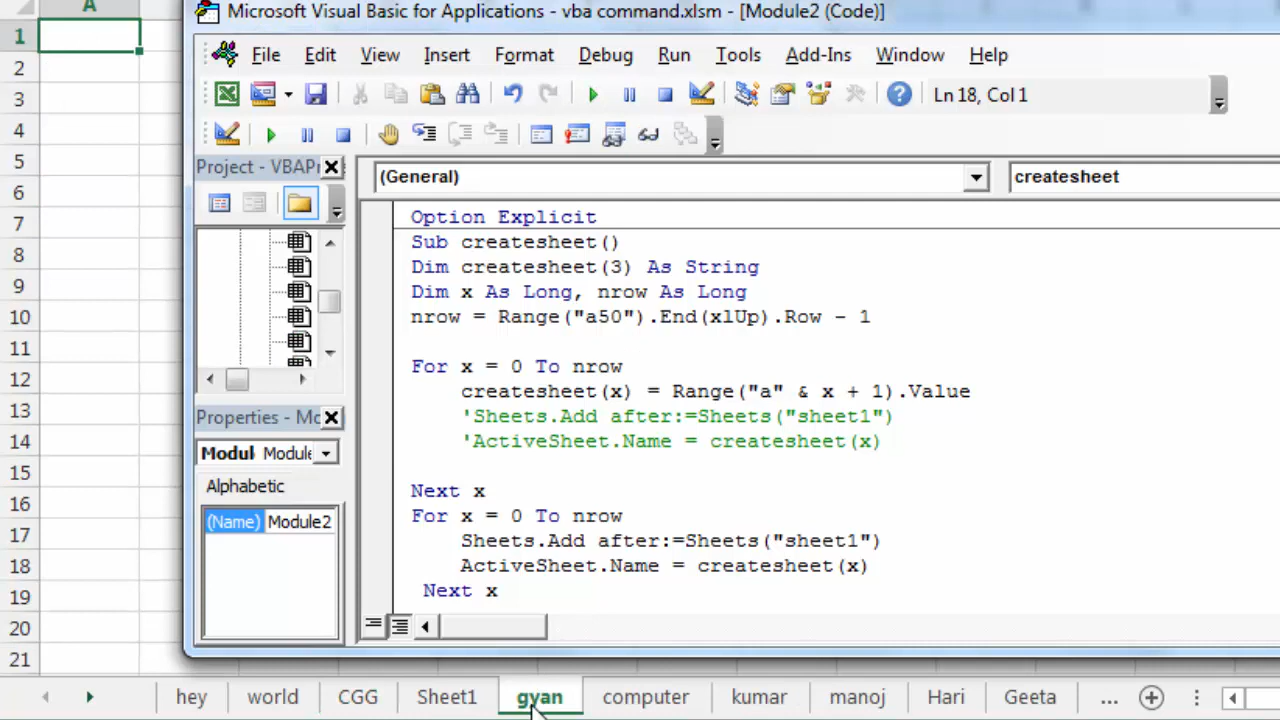 A
Microsoft Visual Basic for Applications - vba command.xlsm - [Module2 (Code)]
File Edit View Insert Format Debug Run Tools Add-Ins Window Help
Ln 18, Col 1
Project - VBAPr
(General) createsheet
Option Explicit
Sub createsheet()
Dim createsheet(3) As String
Dim x As Long, nrow As Long
nrow = Range("a50").End(xlUp).Row - 1
For x = 0 To nrow
createsheet(x) = Range("a" & x + 1).Value
'Sheets.Add after:=Sheets("sheet1")
'ActiveSheet.Name = createsheet(x)
Next x
For x = 0 To nrow
Sheets.Add after:=Sheets("sheet1")
ActiveSheet.Name = createsheet(x)
Next x
Properties - Mo
Modul Module
Alphabetic
(Name) Module2
1
2
3
4
5
6
7
8
9
10
11
12
13
14
15
16
17
18
19
20
21
hey world CGG Sheet1 gyan computer kumar manoj Hari Geeta ...